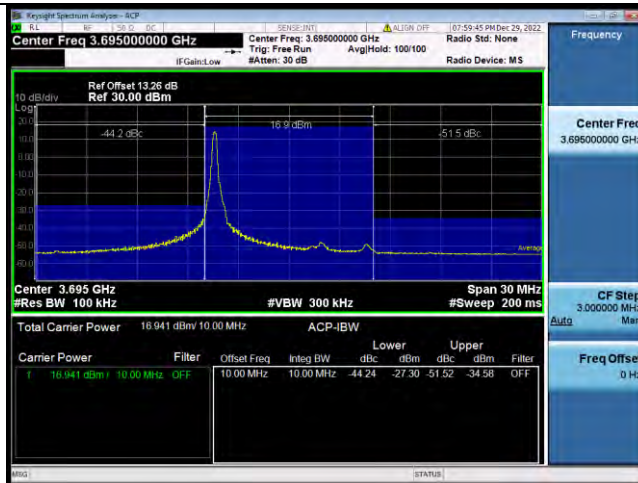 Keysight Spectrum Analyzer - ACP
RL RF 50 Ω DC SENSE:INT ALIGN OFF 07:59:45 PM Dec 29, 2022
Center Freq 3.695000000 GHz
Center Freq: 3.695000000 GHz
Radio Std: None
Trig: Free Run Avg|Hold: 100/100
IFGain:Low #Atten: 30 dB Radio Device: MS
Ref Offset 13.26 dB
10 dB/div Ref 30.00 dBm
Log
20.0
10.0
0.00
-10.0
-20.0
-30.0
-40.0
-50.0
-60.0
-44.2 dBc 16.9 dBm -51.5 dBc
Average
Center 3.695 GHz Span 30 MHz
#Res BW 100 kHz #VBW 300 kHz #Sweep 200 ms
Total Carrier Power 16.941 dBm/ 10.00 MHz ACP-IBW
Lower Upper
Carrier Power Filter Offset Freq Integ BW dBc dBm dBc dBm Filter
1 16.941 dBm / 10.00 MHz OFF 10.00 MHz 10.00 MHz -44.24 -27.30 -51.52 -34.58 OFF
MSG STATUS
Frequency
Center Freq
3.695000000 GHz
CF Step
3.000000 MHz
Auto Man
Freq Offset
0 Hz